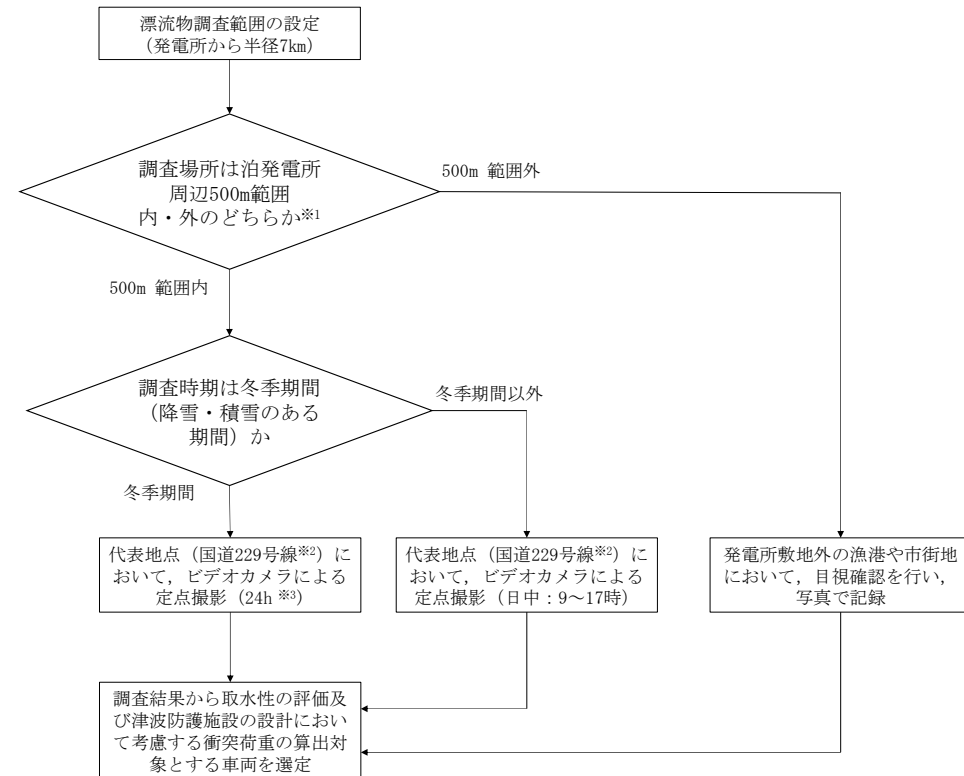 漂流物調査範囲の設定
（発電所から半径7km）
調査場所は泊発電所
周辺500m範囲
内・外のどちらか※1
500m 範囲外
500m 範囲内
調査時期は冬季期間
（降雪・積雪のある
期間）か
冬季期間以外
冬季期間
代表地点（国道229号線※2）に
おいて，ビデオカメラによる
定点撮影（24h ※3）
代表地点（国道229号線※2）に
おいて，ビデオカメラによる
定点撮影（日中：9～17時）
発電所敷地外の漁港や市街地
において，目視確認を行い，
写真で記録
調査結果から取水性の評価及
び津波防護施設の設計におい
て考慮する衝突荷重の算出対
象とする車両を選定